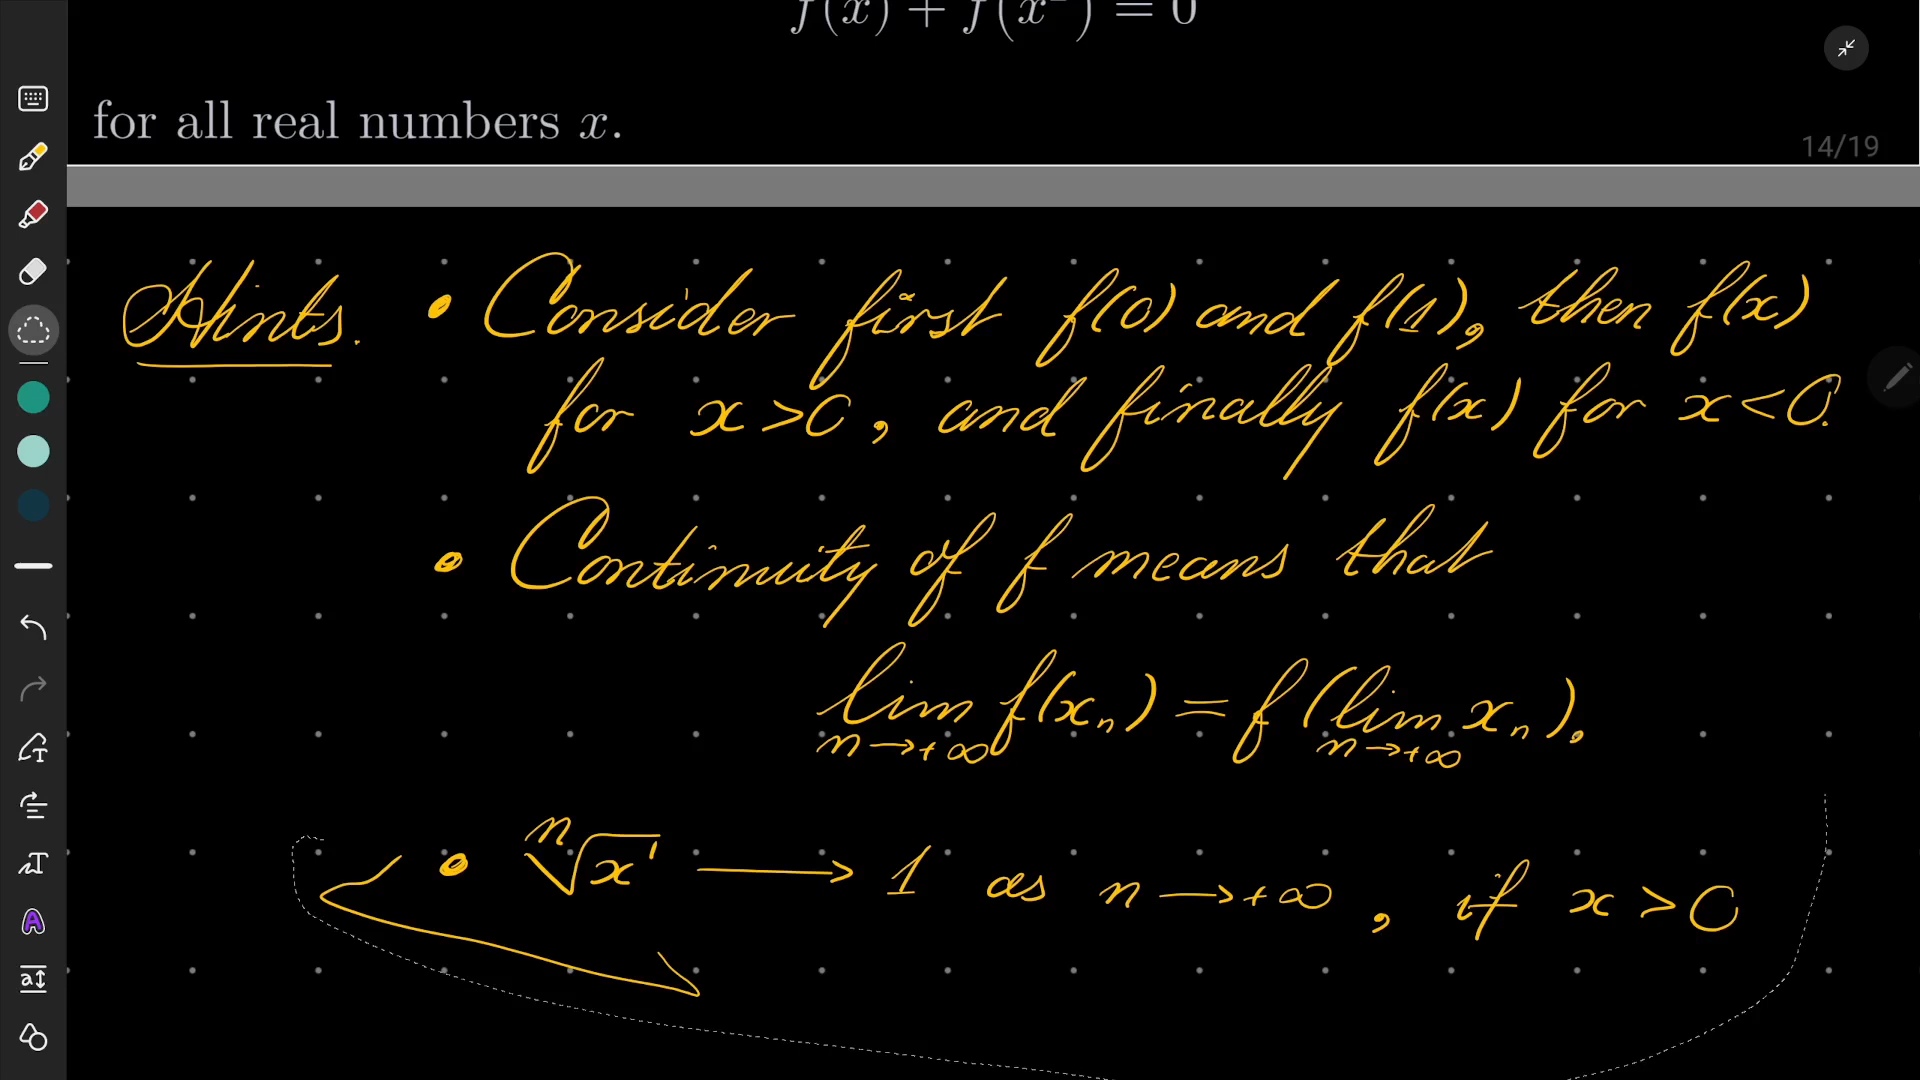 f(x) + f(x²) = 0
for all real numbers x.
14/19
Hints. • Consider first f(0) and f(1), then f(x)
for x>0, and finally f(x) for x<0.
• Continuity of f means that
lim f(xₙ) = f(lim xₙ).
n→+∞ n→+∞
• ⁿ√x → 1 as n→+∞, if x>0